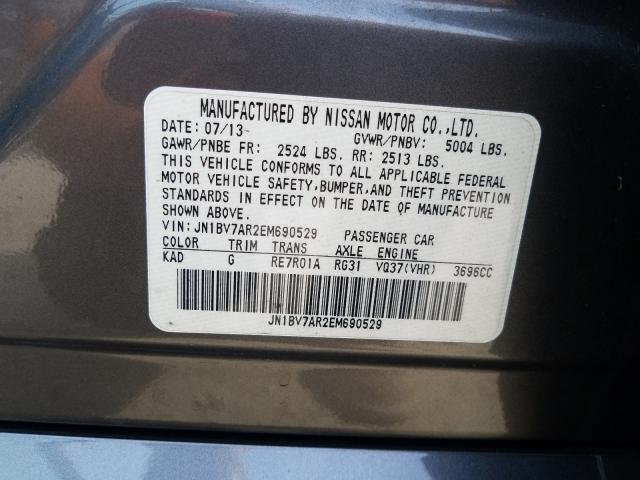 MANUFACTURED BY NISSAN MOTOR CO.,LTD.
DATE: 07/13 GVWR/PNBV: 5004 LBS.
GAWR/PNBE FR: 2524 LBS. RR: 2513 LBS.
THIS VEHICLE CONFORMS TO ALL APPLICABLE FEDERAL
MOTOR VEHICLE SAFETY,BUMPER,AND THEFT PREVENTION
STANDARDS IN EFFECT ON THE DATE OF MANUFACTURE
SHOWN ABOVE.
VIN:JN1BV7AR2EM690529 PASSENGER CAR
COLOR TRIM TRANS AXLE ENGINE
KAD G RE7R01A RG31 VQ37(VHR) 3696CC
JN1BV7AR2EM690529